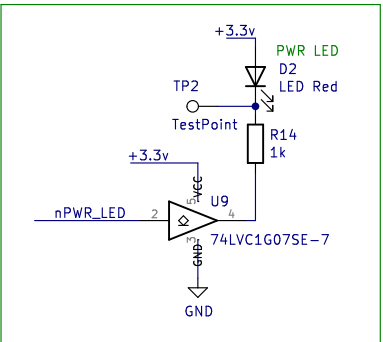 +3.3v
PWR LED
D2
LED Red
TP2
TestPoint
R14
1k
+3.3v
VCC
5
U9
nPWR_LED
2
4
74LVC1G07SE-7
3
GND
GND